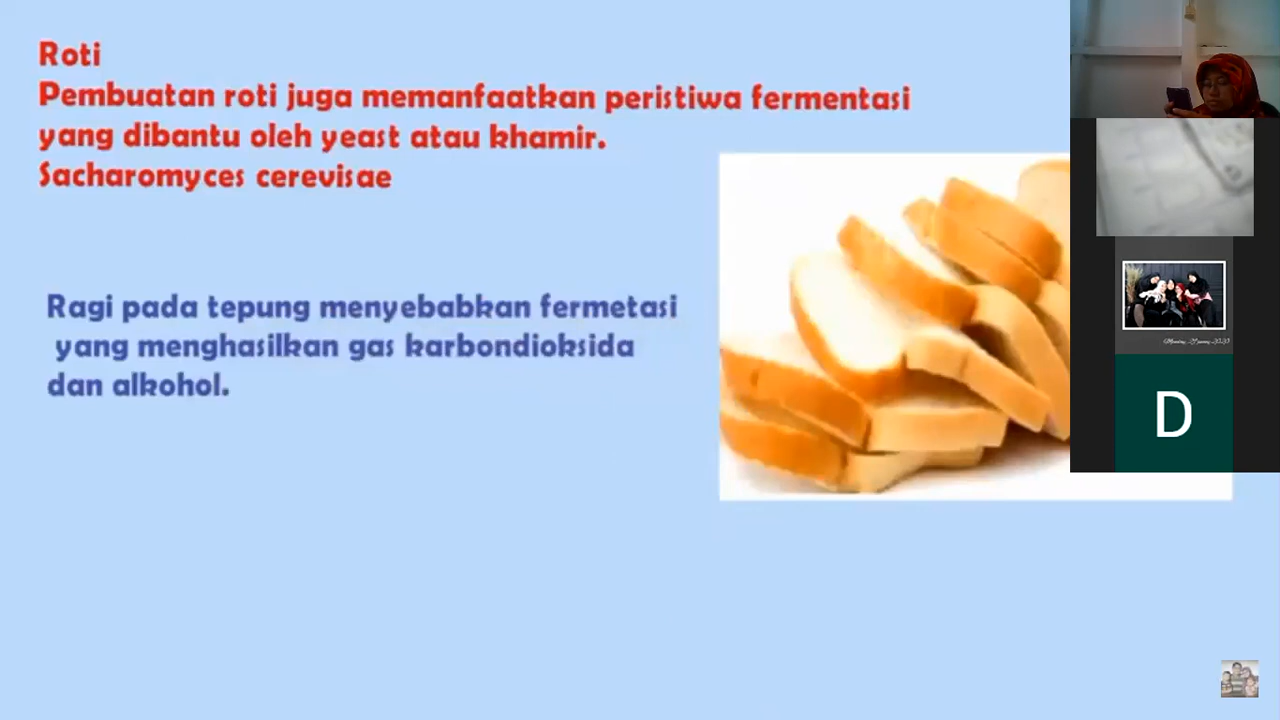 Roti
Pembuatan roti juga memanfaatkan peristiwa fermentasi
yang dibantu oleh yeast atau khamir.
Sacharomyces cerevisae
Ragi pada tepung menyebabkan fermetasi
yang menghasilkan gas karbondioksida
dan alkohol.
D